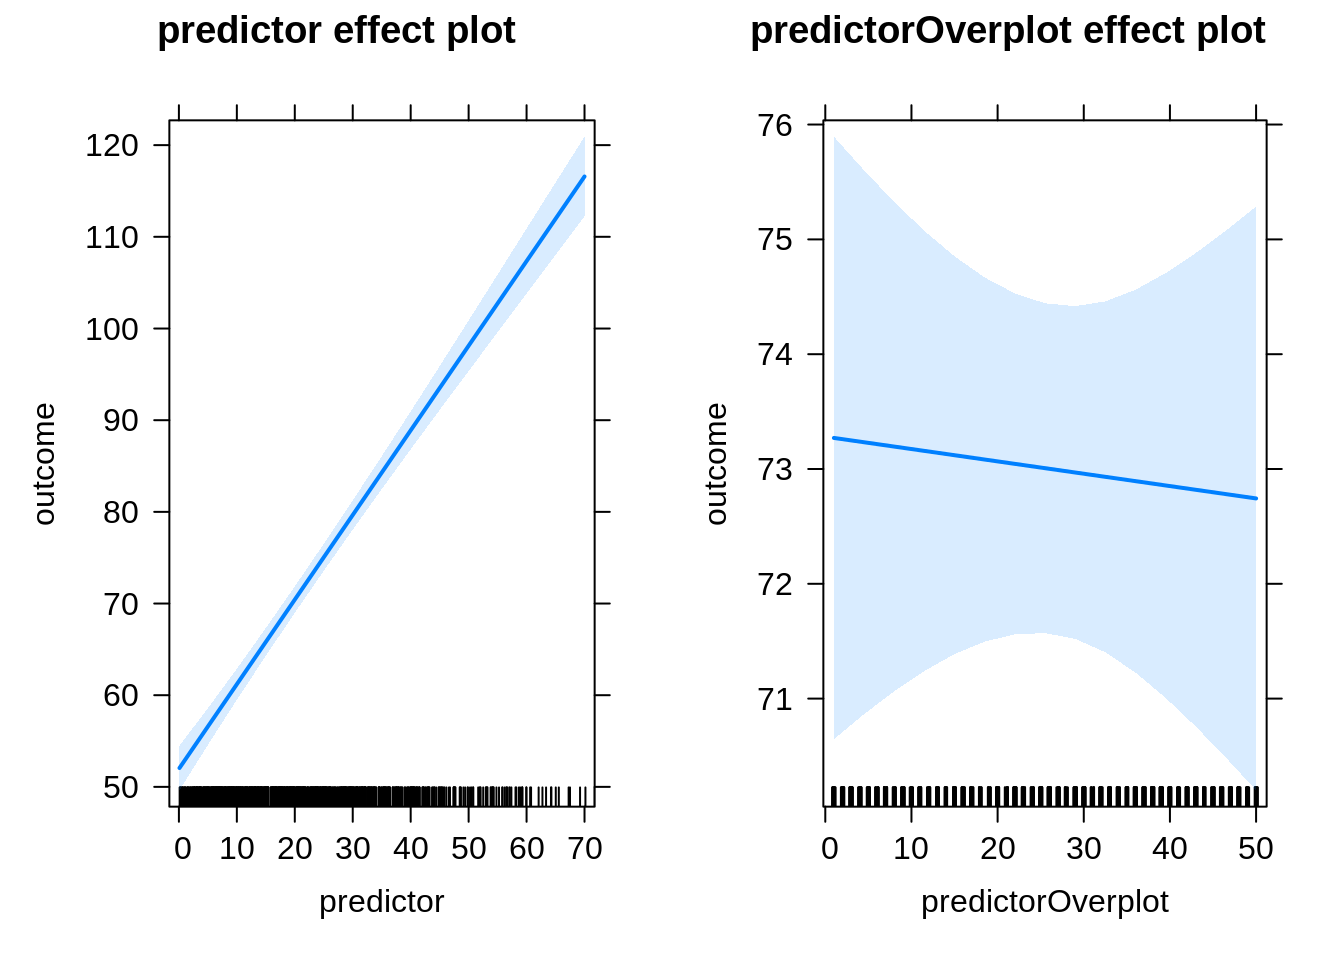 predictor effect plot
120
110
100
90
80
70
60
50
outcome
0 10 20 30 40 50 60 70
predictor
predictorOverplot effect plot
76
75
74
73
72
71
outcome
0 10 20 30 40 50
predictorOverplot